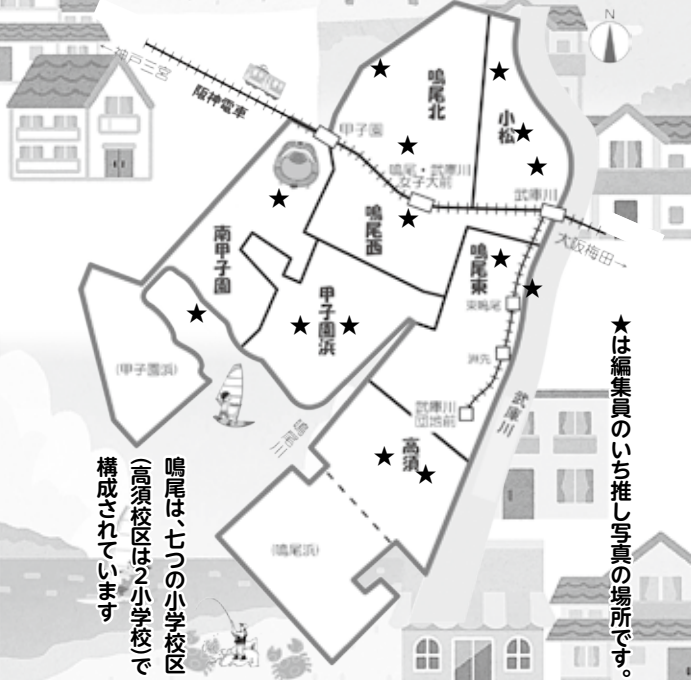 N
←神戸三宮
阪神電車
甲子園
鳴尾・武庫川
女子大前
武庫川
大阪梅田→
鳴尾北
小松
鳴尾西
南甲子園
甲子園浜
鳴尾東
東鳴尾
洲先
武庫川
団地前
武庫川
高須
鳴尾川
(甲子園浜)
(鳴尾浜)
★は編集員のいち推し写真の場所です。
鳴尾は、七つの小学校区
(高須校区は2小学校)で
構成されています